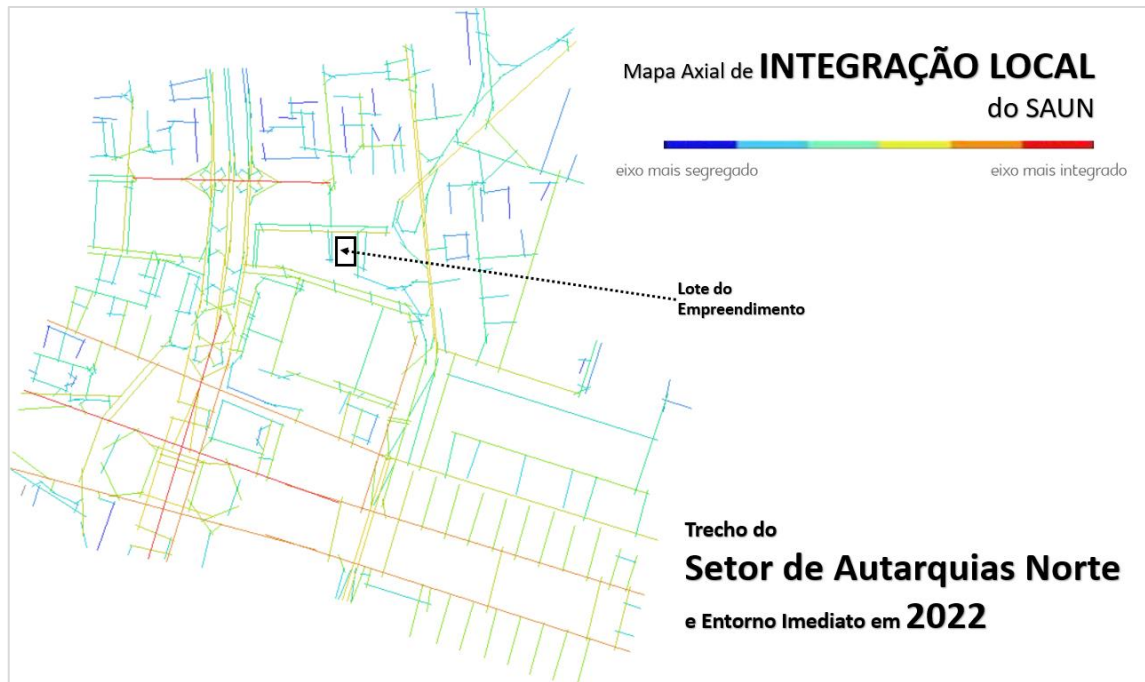 Mapa Axial de INTEGRAÇÃO LOCAL
do SAUN
eixo mais segregado
eixo mais integrado
Lote do
Empreendimento
Trecho do
Setor de Autarquias Norte
e Entorno Imediato em 2022